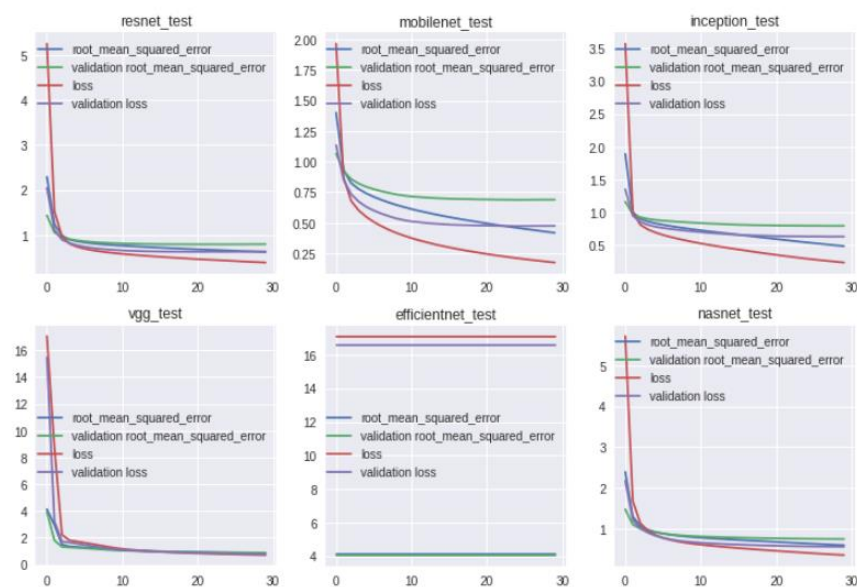 resnet_test
5
4
3
2
1
0
10
20
30
root_mean_squared_error
validation root_mean_squared_error
loss
validation loss
mobilenet_test
2.00
1.75
1.50
1.25
1.00
0.75
0.50
0.25
0
10
20
30
root_mean_squared_error
validation root_mean_squared_error
loss
validation loss
inception_test
3.5
3.0
2.5
2.0
1.5
1.0
0.5
0
10
20
30
root_mean_squared_error
validation root_mean_squared_error
loss
validation loss
vgg_test
16
14
12
10
8
6
4
2
0
0
10
20
30
root_mean_squared_error
validation root_mean_squared_error
loss
validation loss
efficientnet_test
16
14
12
10
8
6
4
0
10
20
30
root_mean_squared_error
validation root_mean_squared_error
loss
validation loss
nasnet_test
5
4
3
2
1
0
10
20
30
root_mean_squared_error
validation root_mean_squared_error
loss
validation loss